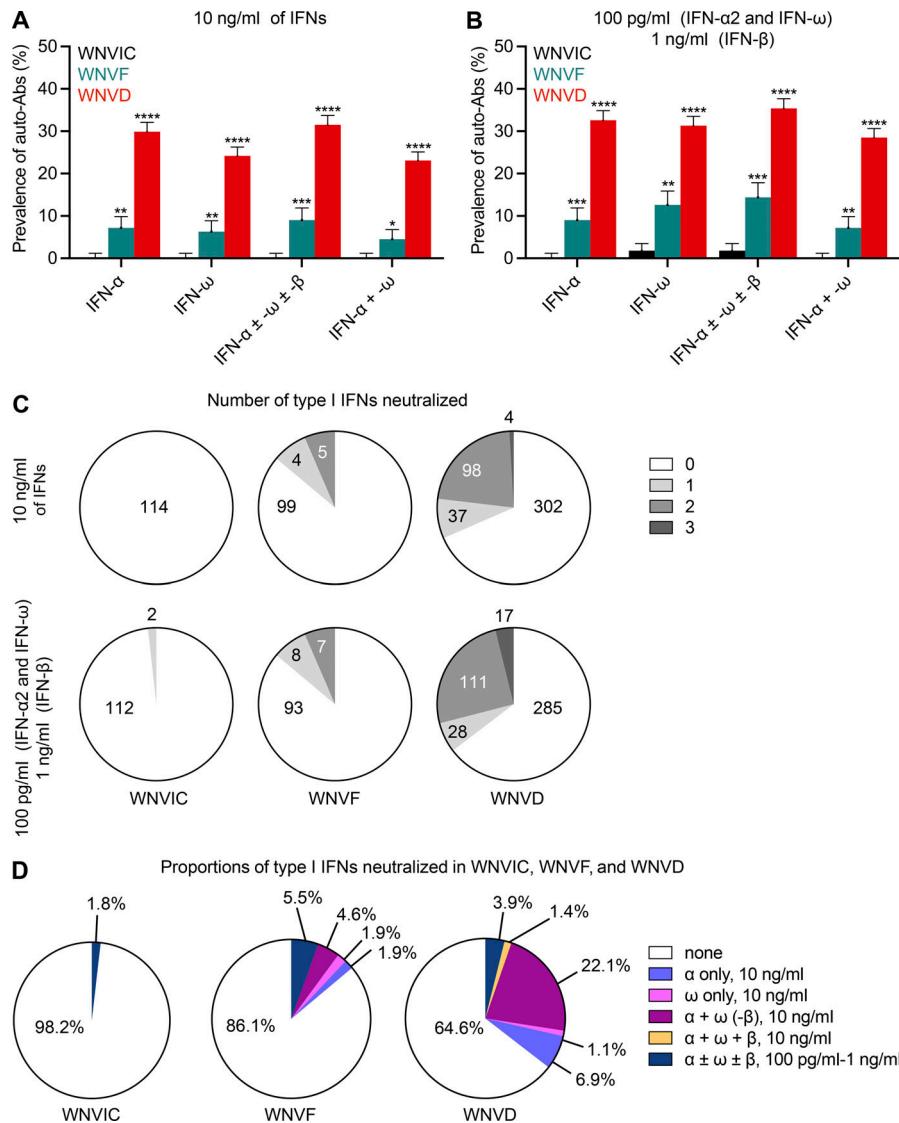 A
10 ng/ml of IFNs
Prevalence of auto-Abs (%)
50
40
30
20
10
0
WNVIC
WNVF
WNVD
**
****
**
****
***
****
*
****
IFN-α
IFN-ω
IFN-α ± -ω ± -β
IFN-α + -ω
B
100 pg/ml (IFN-α2 and IFN-ω)
1 ng/ml (IFN-β)
Prevalence of auto-Abs (%)
50
40
30
20
10
0
WNVIC
WNVF
WNVD
***
****
**
****
***
****
**
****
IFN-α
IFN-ω
IFN-α ± -ω ± -β
IFN-α + -ω
C
Number of type I IFNs neutralized
10 ng/ml
of IFNs
114
4
5
99
4
98
37
302
0
1
2
3
100 pg/ml (IFN-α2 and IFN-ω)
1 ng/ml (IFN-β)
2
112
8
7
93
17
111
28
285
WNVIC
WNVF
WNVD
D
Proportions of type I IFNs neutralized in WNVIC, WNVF, and WNVD
1.8%
98.2%
WNVIC
5.5%
4.6%
1.9%
1.9%
86.1%
WNVF
3.9%
1.4%
22.1%
1.1%
6.9%
64.6%
WNVD
none
α only, 10 ng/ml
ω only, 10 ng/ml
α + ω (-β), 10 ng/ml
α + ω + β, 10 ng/ml
α ± ω ± β, 100 pg/ml-1 ng/ml